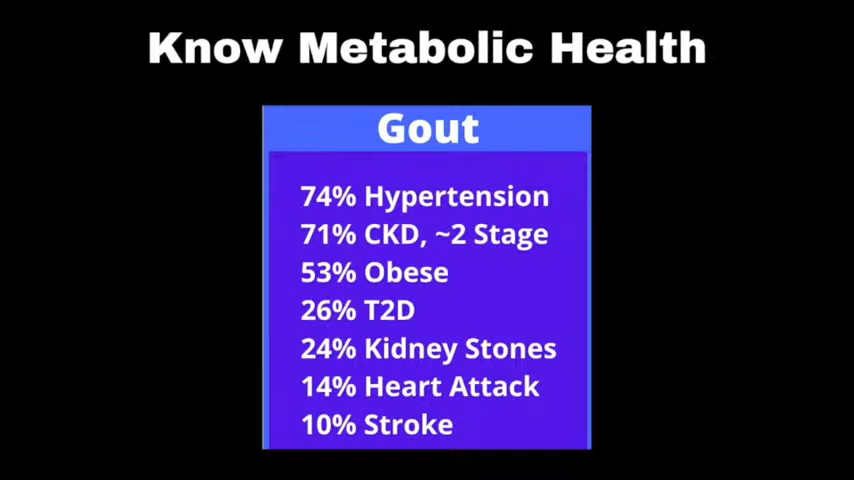 Know Metabolic Health
Gout
74% Hypertension
71% CKD, ~2 Stage
53% Obese
26% T2D
24% Kidney Stones
14% Heart Attack
10% Stroke